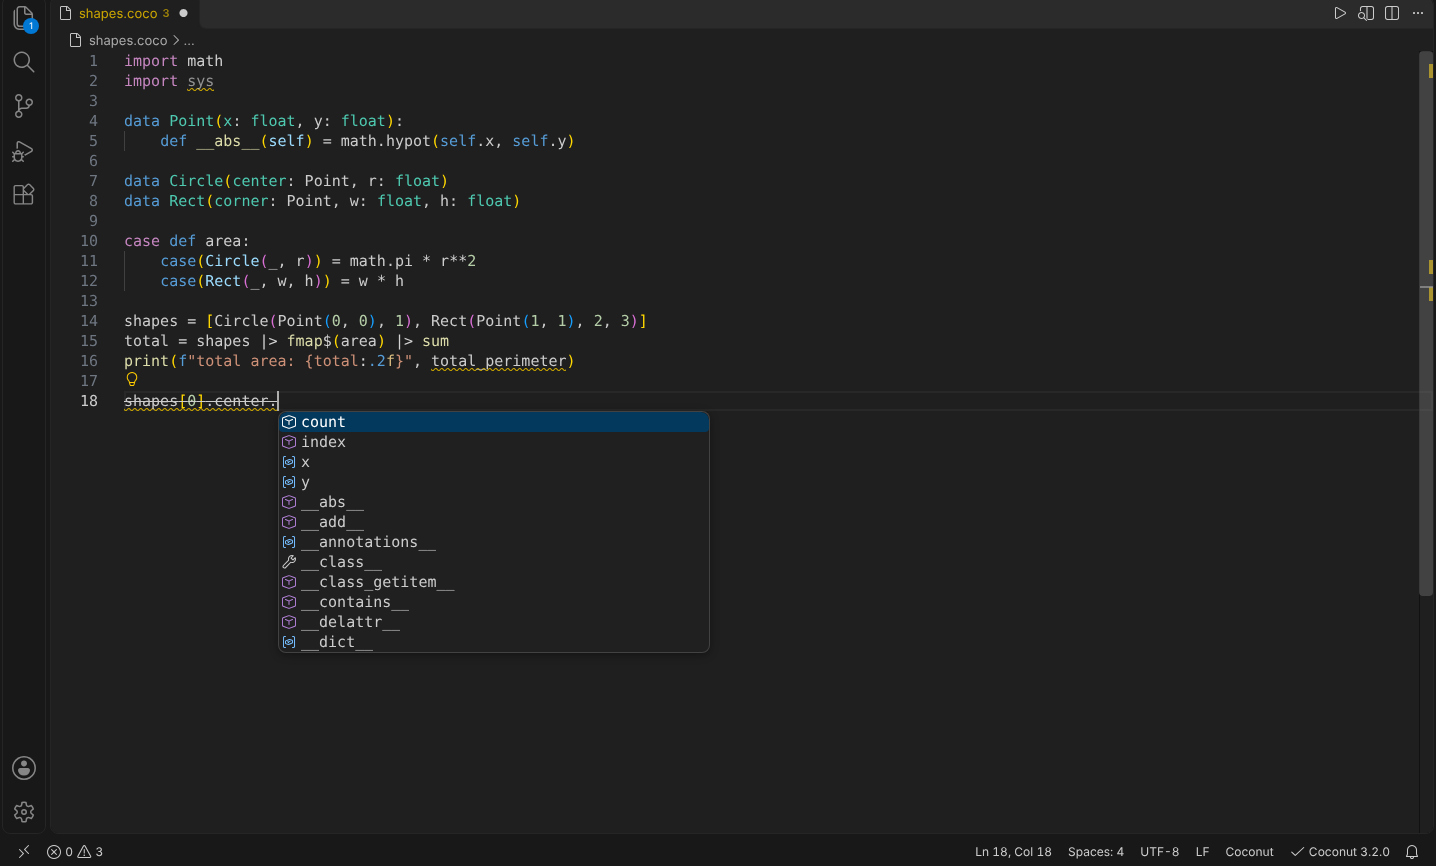 1
shapes.coco 3
shapes.coco > ...
1 import math
2 import sys
3
4 data Point(x: float, y: float):
5     def __abs__(self) = math.hypot(self.x, self.y)
6
7 data Circle(center: Point, r: float)
8 data Rect(corner: Point, w: float, h: float)
9
10 case def area:
11     case(Circle(_, r)) = math.pi * r**2
12     case(Rect(_, w, h)) = w * h
13
14 shapes = [Circle(Point(0, 0), 1), Rect(Point(1, 1), 2, 3)]
15 total = shapes |> fmap$(area) |> sum
16 print(f"total area: {total:.2f}", total_perimeter)
17
18 shapes[0].center.
count
index
x
y
__abs__
__add__
__annotations__
__class__
__class_getitem__
__contains__
__delattr__
__dict__
0 3 Ln 18, Col 18 Spaces: 4 UTF-8 LF Coconut Coconut 3.2.0